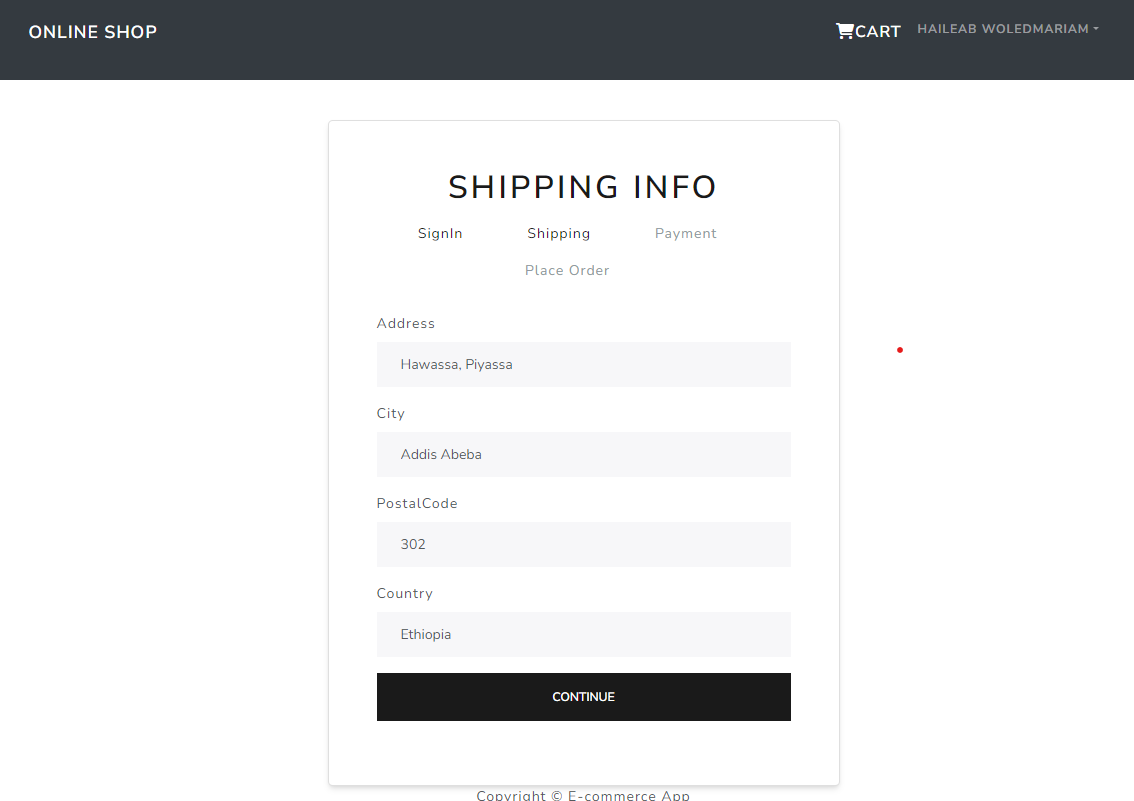 ONLINE SHOP CART HAILEAB WOLEDMARIAM
SHIPPING INFO
SignIn Shipping Payment
Place Order
Address
Hawassa, Piyassa
City
Addis Abeba
PostalCode
302
Country
Ethiopia
CONTINUE
Copyright © E-commerce App